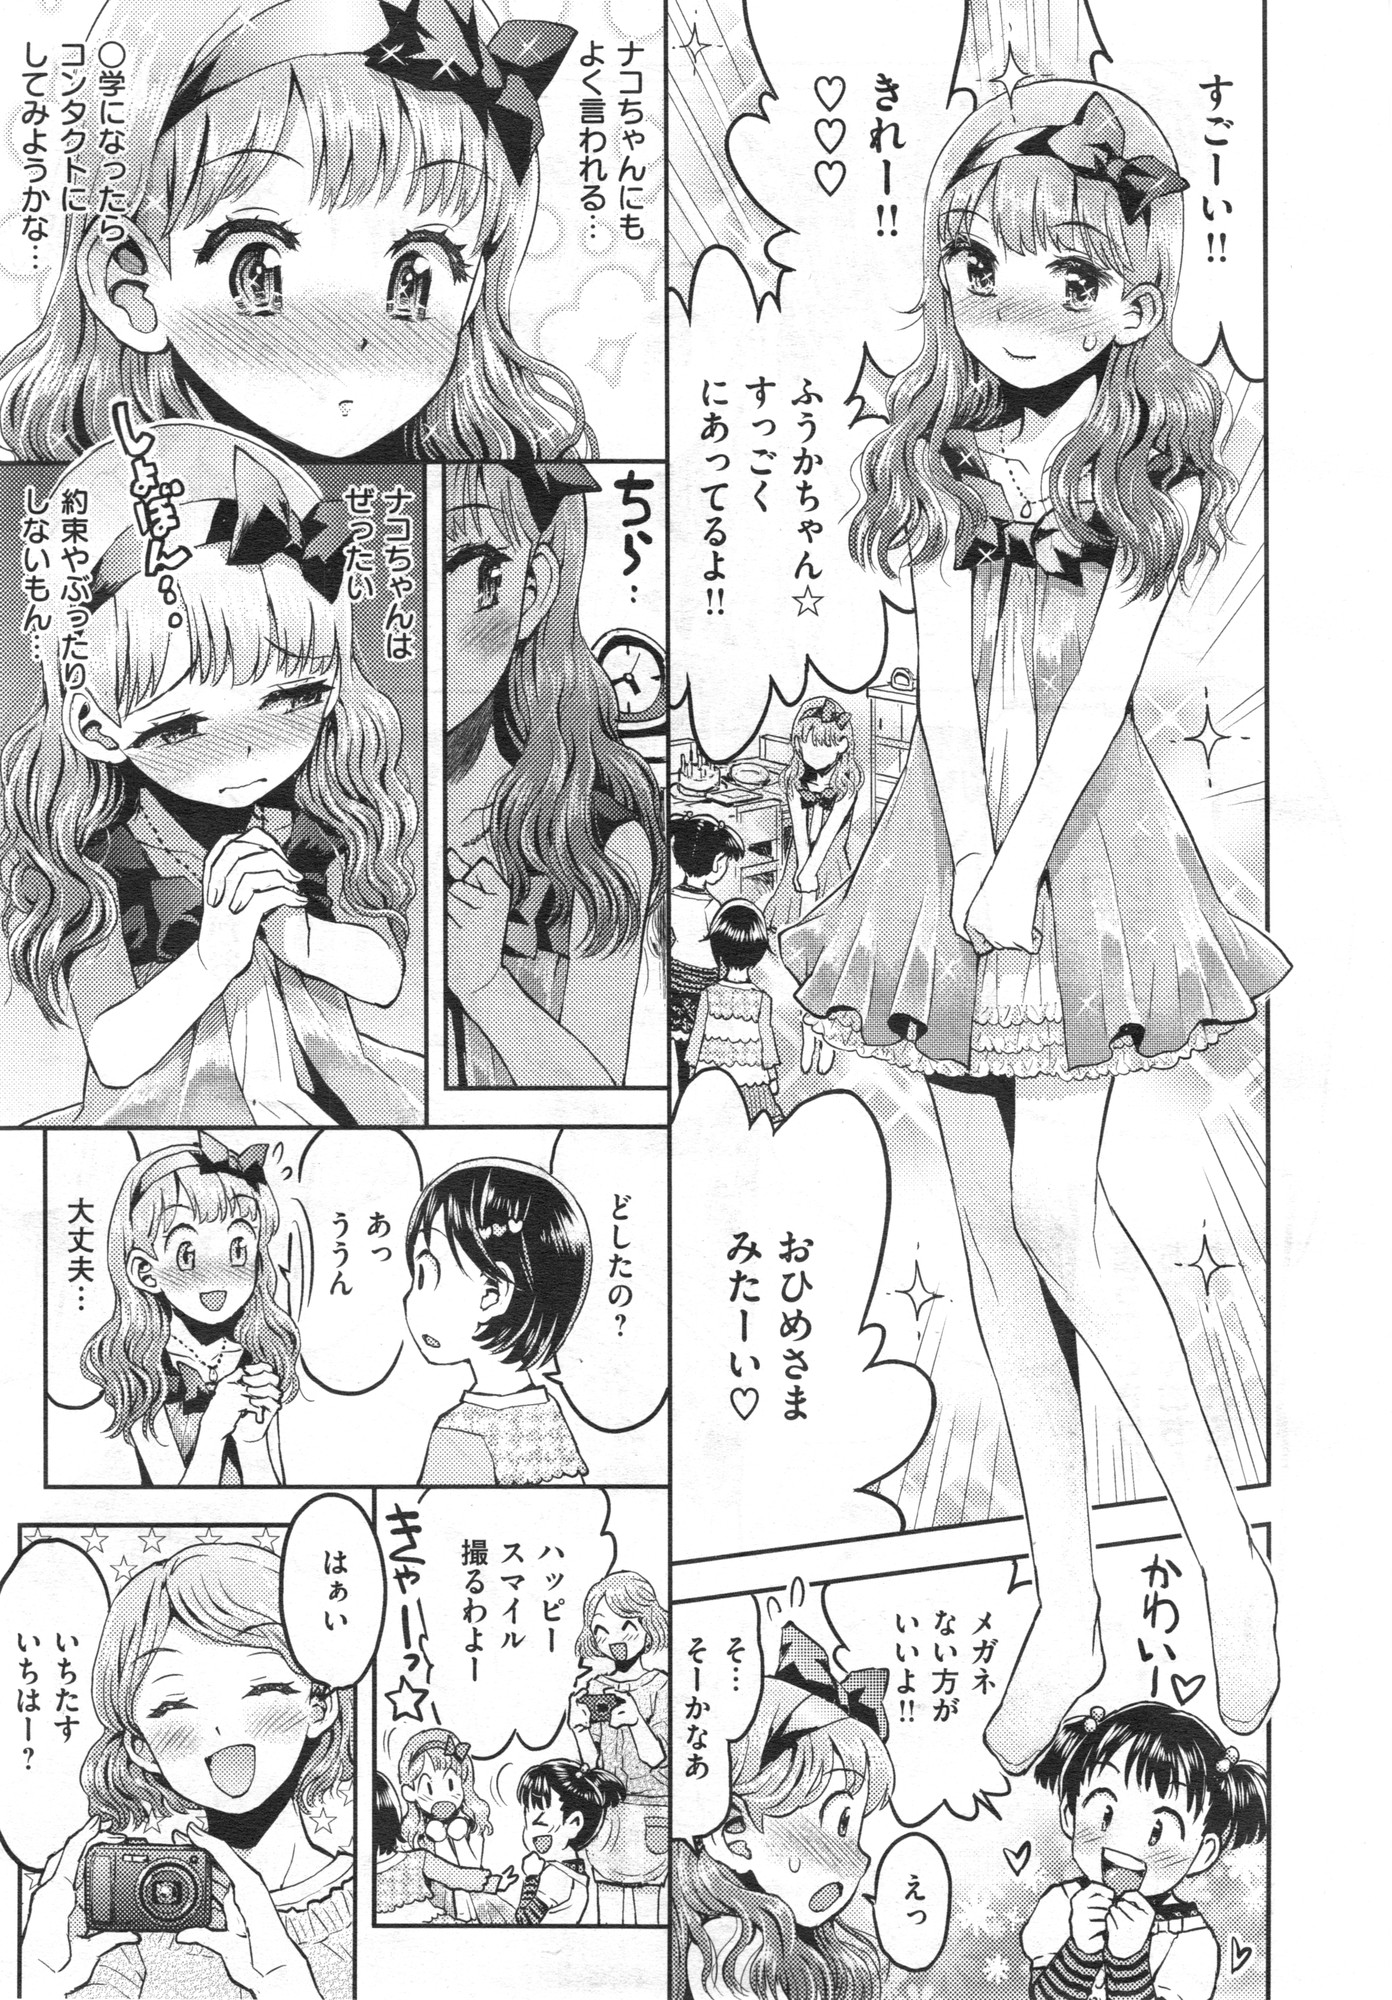 すごーい!!
きれー!!
♡♡♡
ふうかちゃん☆
すっごく
にあってるよ!!
おひめさま
みたーい♡
かわいー♡
メガネ
ない方が
いいよ!!
えっ
そ…
そーかなあ
ナコちゃんにも
よく言われる…
○学になったら
コンタクトに
してみようかな…
ち〜…
ナコちゃんは
ぜったい
約束やぶったり
しないもん…
しょぼん…
どしたの?
あっ
ううん
大丈夫…
ハッピー
スマイル
撮るわよー
きゃーーっ☆
はぁい
いちたす
いちはー?